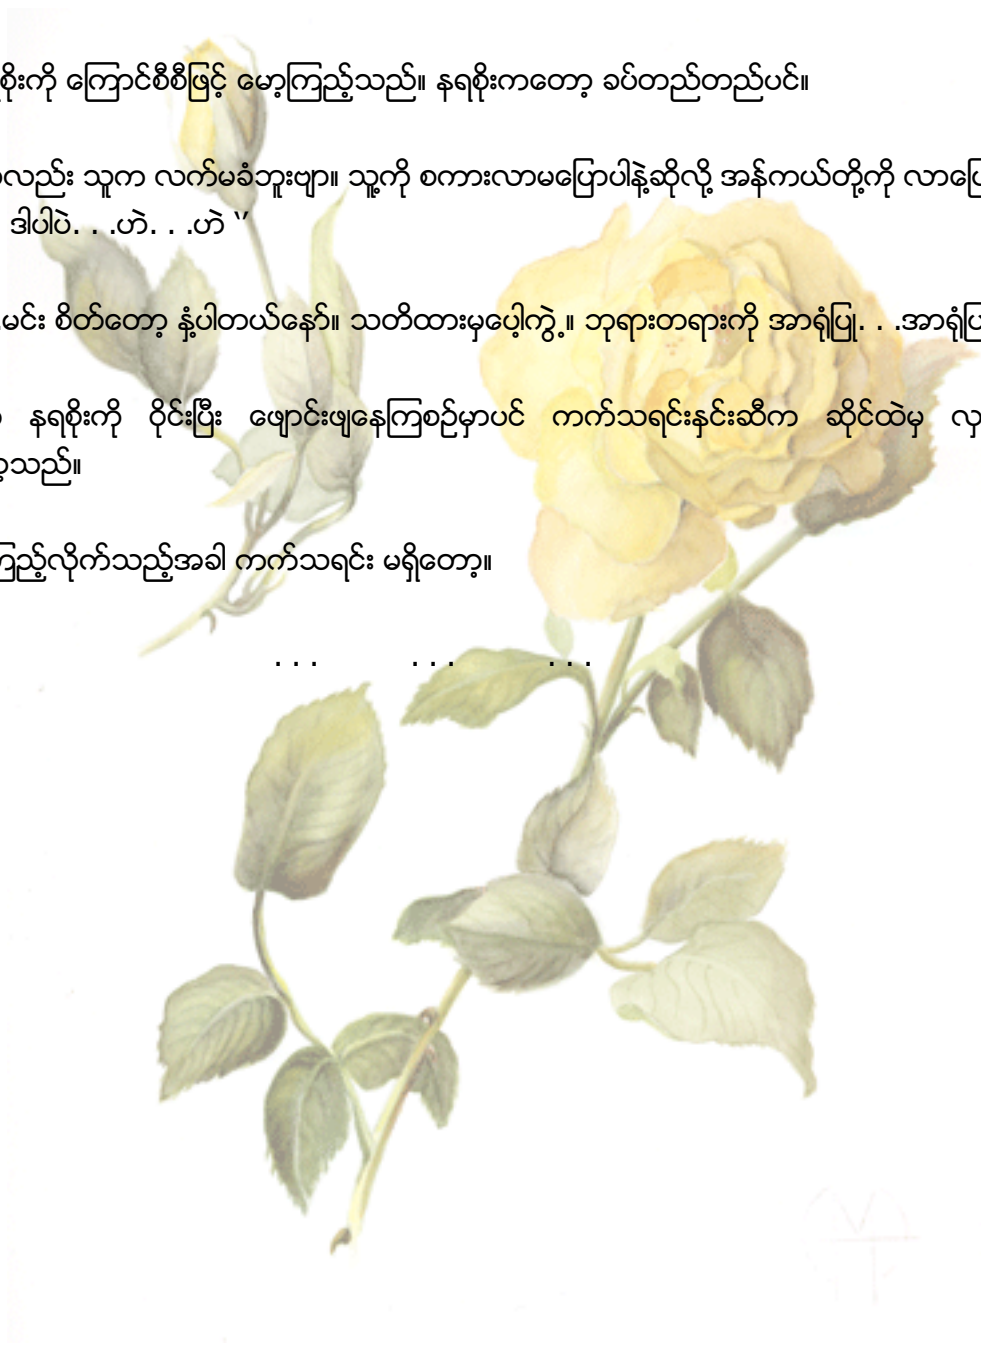 စိုးကို ကြောင်စီစီဖြင့် မော့ကြည့်သည်။ နရစိုးကတော့ ခပ်တည်တည်ပင်။
လည်း သူက လက်မခံဘူးဗျာ။ သူ့ကို စကားလာမပြောပါနဲ့ဆိုလို့ အန်ကယ်တို့ကို
ဒါပါပဲ. . .ဟဲ. . .ဟဲ ‘’
မင်း စိတ်တော့ နှံ့ပါတယ်နော်။ သတိထားမှပေါ့ကွဲ့။ ဘုရားတရားကို အာရုံပြု. . .
နရစိုးကို ဝိုင်းပြီး ဖျောင်းဖျနေကြစဉ်မှာပင် ကက်သရင်းနှင်းဆီက ဆိုင်ထဲမှ
သည်။
ကြည့်လိုက်သည့်အခါ ကက်သရင်း မရှိတော့။
. . . . . . . . .